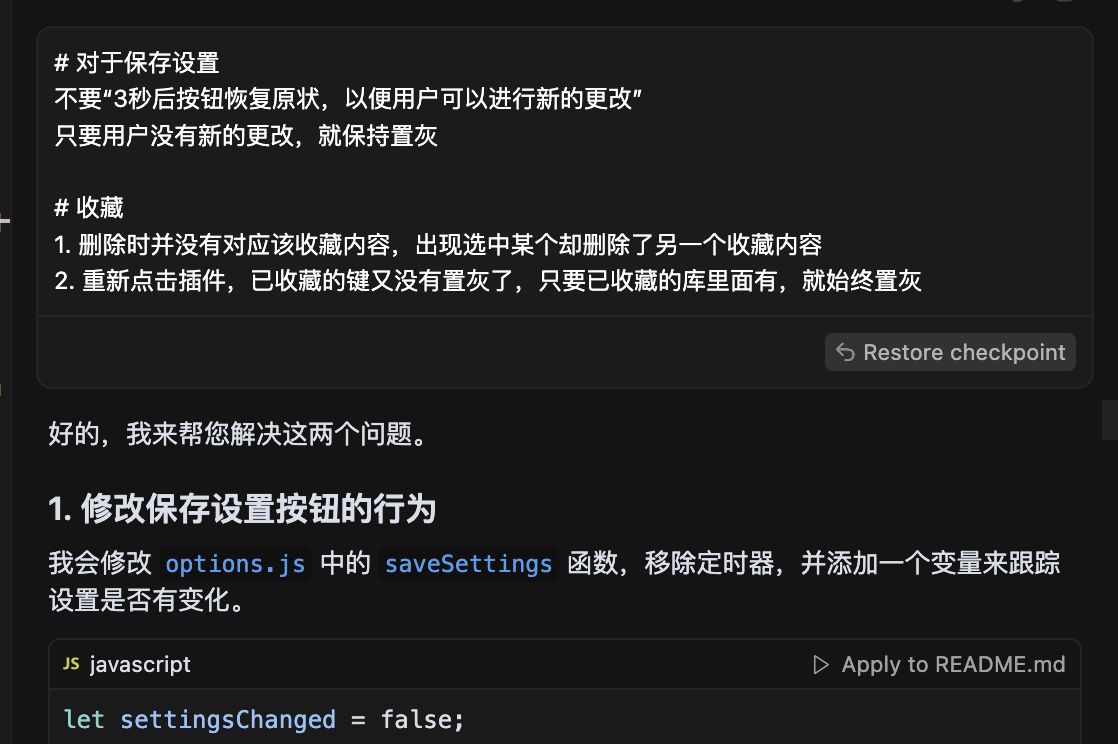 # 对于保存设置
不要“3秒后按钮恢复原状，以便用户可以进行新的更改”
只要用户没有新的更改，就保持置灰
# 收藏
1. 删除时并没有对应该收藏内容，出现选中某个却删除了另一个收藏内容
2. 重新点击插件，已收藏的键又没有置灰了，只要已收藏的库里面有，就始终置灰
Restore checkpoint
好的，我来帮您解决这两个问题。
1. 修改保存设置按钮的行为
我会修改 options.js 中的 saveSettings 函数，移除定时器，并添加一个变量来跟踪
设置是否有变化。
JS javascript
Apply to README.md
let settingsChanged = false;